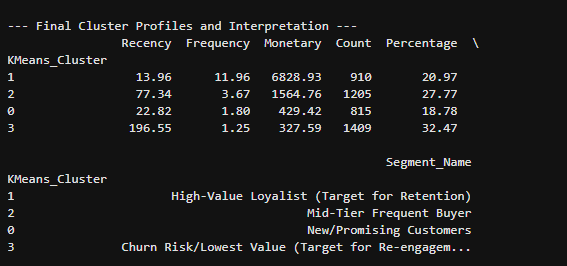 --- Final Cluster Profiles and Interpretation ---
Recency Frequency Monetary Count Percentage \
KMeans_Cluster
1 13.96 11.96 6828.93 910 20.97
2 77.34 3.67 1564.76 1205 27.77
0 22.82 1.80 429.42 815 18.78
3 196.55 1.25 327.59 1409 32.47
Segment_Name
KMeans_Cluster
1 High-Value Loyalist (Target for Retention)
2 Mid-Tier Frequent Buyer
0 New/Promising Customers
3 Churn Risk/Lowest Value (Target for Re-engagem...